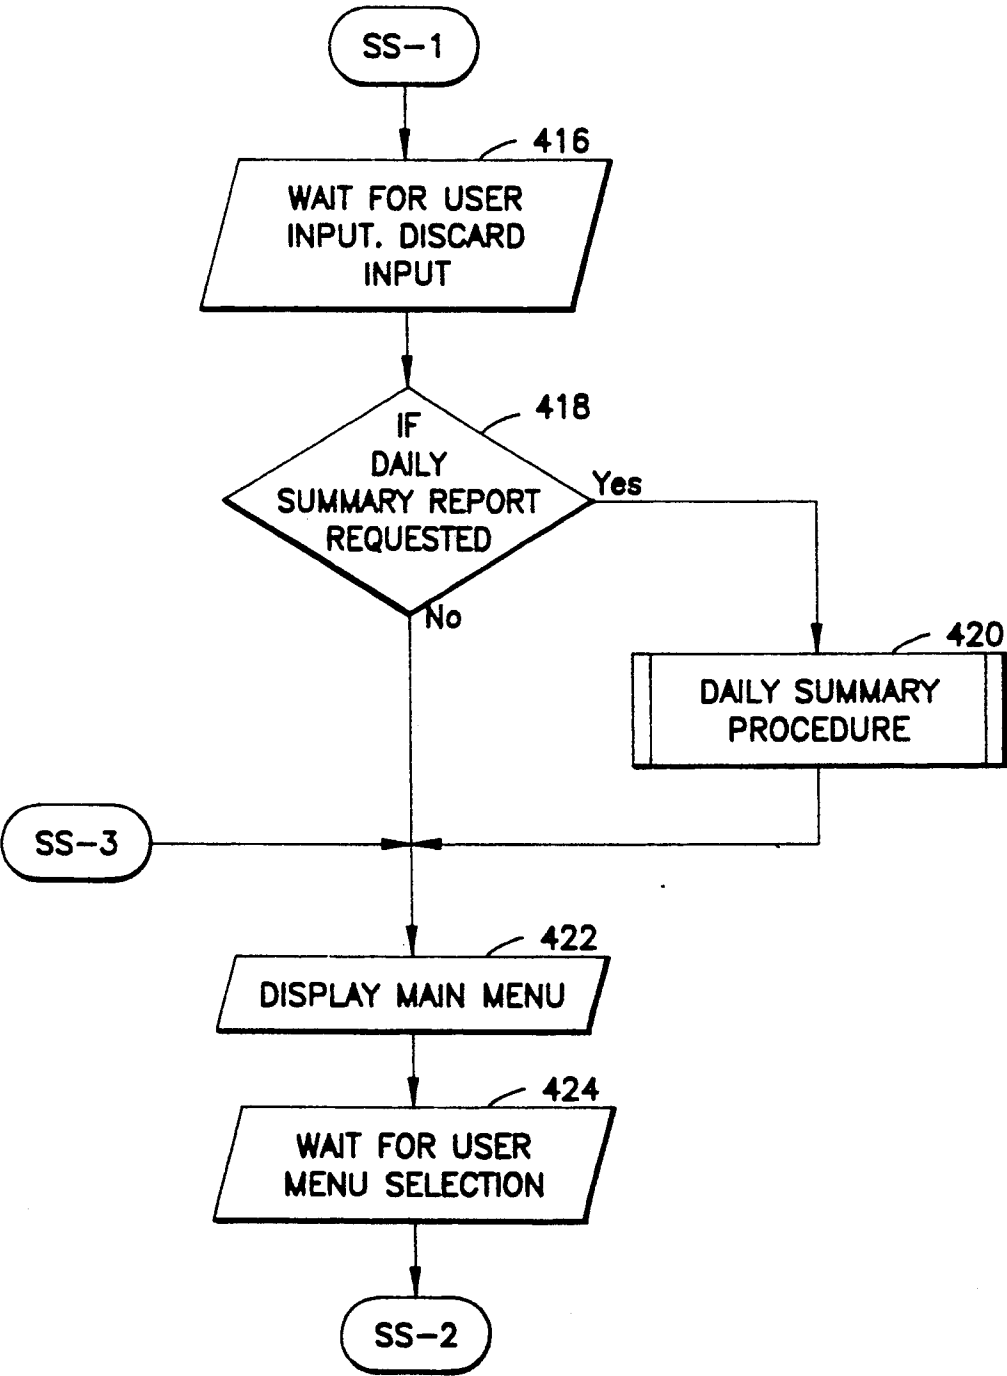 SS-1
416
WAIT FOR USER
INPUT. DISCARD
INPUT
418
IF
DAILY
SUMMARY REPORT
REQUESTED
Yes
No
420
DAILY SUMMARY
PROCEDURE
SS-3
422
DISPLAY MAIN MENU
424
WAIT FOR USER
MENU SELECTION
SS-2